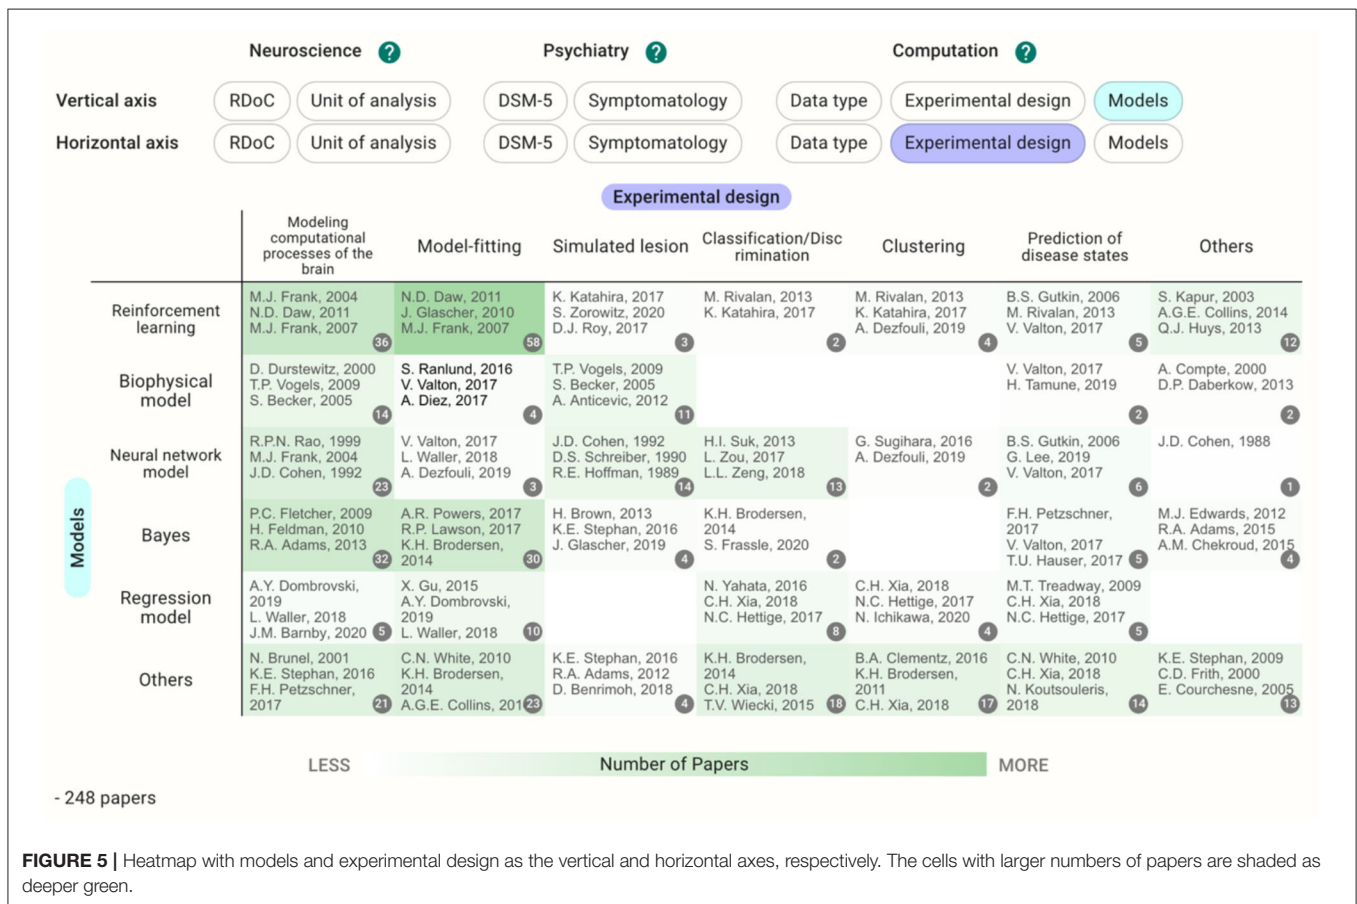 Neuroscience ?
Psychiatry ?
Computation ?
Vertical axis RDoC Unit of analysis DSM-5 Symptomatology Data type Experimental design Models
Horizontal axis RDoC Unit of analysis DSM-5 Symptomatology Data type Experimental design Models
Experimental design
Modeling
computational
processes of the
brain
Model-fitting
Simulated lesion
Classification/Disc
rimination
Clustering
Prediction of
disease states
Others
Models
Reinforcement
learning
M.J. Frank, 2004
N.D. Daw, 2011
M.J. Frank, 2007
36
N.D. Daw, 2011
J. Glascher, 2010
M.J. Frank, 2007
58
K. Katahira, 2017
S. Zorowitz, 2020
D.J. Roy, 2017
3
M. Rivalan, 2013
K. Katahira, 2017
2
M. Rivalan, 2013
K. Katahira, 2017
A. Dezfouli, 2019
4
B.S. Gutkin, 2006
M. Rivalan, 2013
V. Valton, 2017
5
S. Kapur, 2003
A.G.E. Collins, 2014
Q.J. Huys, 2013
12
Biophysical
model
D. Durstewitz, 2000
T.P. Vogels, 2009
S. Becker, 2005
14
S. Ranlund, 2016
V. Valton, 2017
A. Diez, 2017
4
T.P. Vogels, 2009
S. Becker, 2005
A. Anticevic, 2012
11
V. Valton, 2017
H. Tamune, 2019
2
A. Compte, 2000
D.P. Daberkow, 2013
2
Neural network
model
R.P.N. Rao, 1999
M.J. Frank, 2004
J.D. Cohen, 1992
23
V. Valton, 2017
L. Waller, 2018
A. Dezfouli, 2019
3
J.D. Cohen, 1992
D.S. Schreiber, 1990
R.E. Hoffman, 1989
14
H.I. Suk, 2013
L. Zou, 2017
L.L. Zeng, 2018
13
G. Sugihara, 2016
A. Dezfouli, 2019
2
B.S. Gutkin, 2006
G. Lee, 2019
V. Valton, 2017
6
J.D. Cohen, 1988
1
Bayes
P.C. Fletcher, 2009
H. Feldman, 2010
R.A. Adams, 2013
32
A.R. Powers, 2017
R.P. Lawson, 2017
K.H. Brodersen,
2014
30
H. Brown, 2013
K.E. Stephan, 2016
J. Glascher, 2019
4
K.H. Brodersen,
2014
S. Frassle, 2020
2
F.H. Petzschner,
2017
V. Valton, 2017
T.U. Hauser, 2017
5
M.J. Edwards, 2012
R.A. Adams, 2015
A.M. Chekroud, 2015
4
Regression
model
A.Y. Dombrovski,
2019
L. Waller, 2018
J.M. Barnby, 2020
5
X. Gu, 2015
A.Y. Dombrovski,
2019
L. Waller, 2018
10
N. Yahata, 2016
C.H. Xia, 2018
N.C. Hettige, 2017
8
C.H. Xia, 2018
N.C. Hettige, 2017
N. Ichikawa, 2020
4
M.T. Treadway, 2009
C.H. Xia, 2018
N.C. Hettige, 2017
5
Others
N. Brunel, 2001
K.E. Stephan, 2016
F.H. Petzschner,
2017
21
C.N. White, 2010
K.H. Brodersen,
2014
A.G.E. Collins,
23
K.E. Stephan, 2016
R.A. Adams, 2012
D. Benrimoh, 2018
4
K.H. Brodersen,
2014
C.H. Xia, 2018
T.V. Wiecki, 2015
18
B.A. Clementz, 2016
K.H. Brodersen,
2011
C.H. Xia, 2018
17
C.N. White, 2010
C.H. Xia, 2018
N. Koutsouleris,
2018
14
K.E. Stephan, 2009
C.D. Frith, 2000
E. Courchesne, 2005
13
LESS Number of Papers MORE
- 248 papers
FIGURE 5 | Heatmap with models and experimental design as the vertical and horizontal axes, respectively. The cells with larger numbers of papers are shaded as
deeper green.